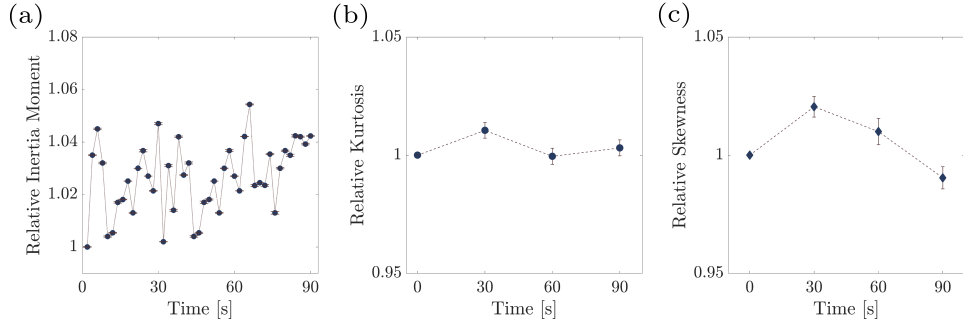 (a)
1.08
1.06
1.04
1.02
1
Relative Inertia Moment
0 30 60 90
Time [s]
(b)
1.05
1
0.95
Relative Kurtosis
0 30 60 90
Time [s]
(c)
1.05
1
0.95
Relative Skewness
0 30 60 90
Time [s]